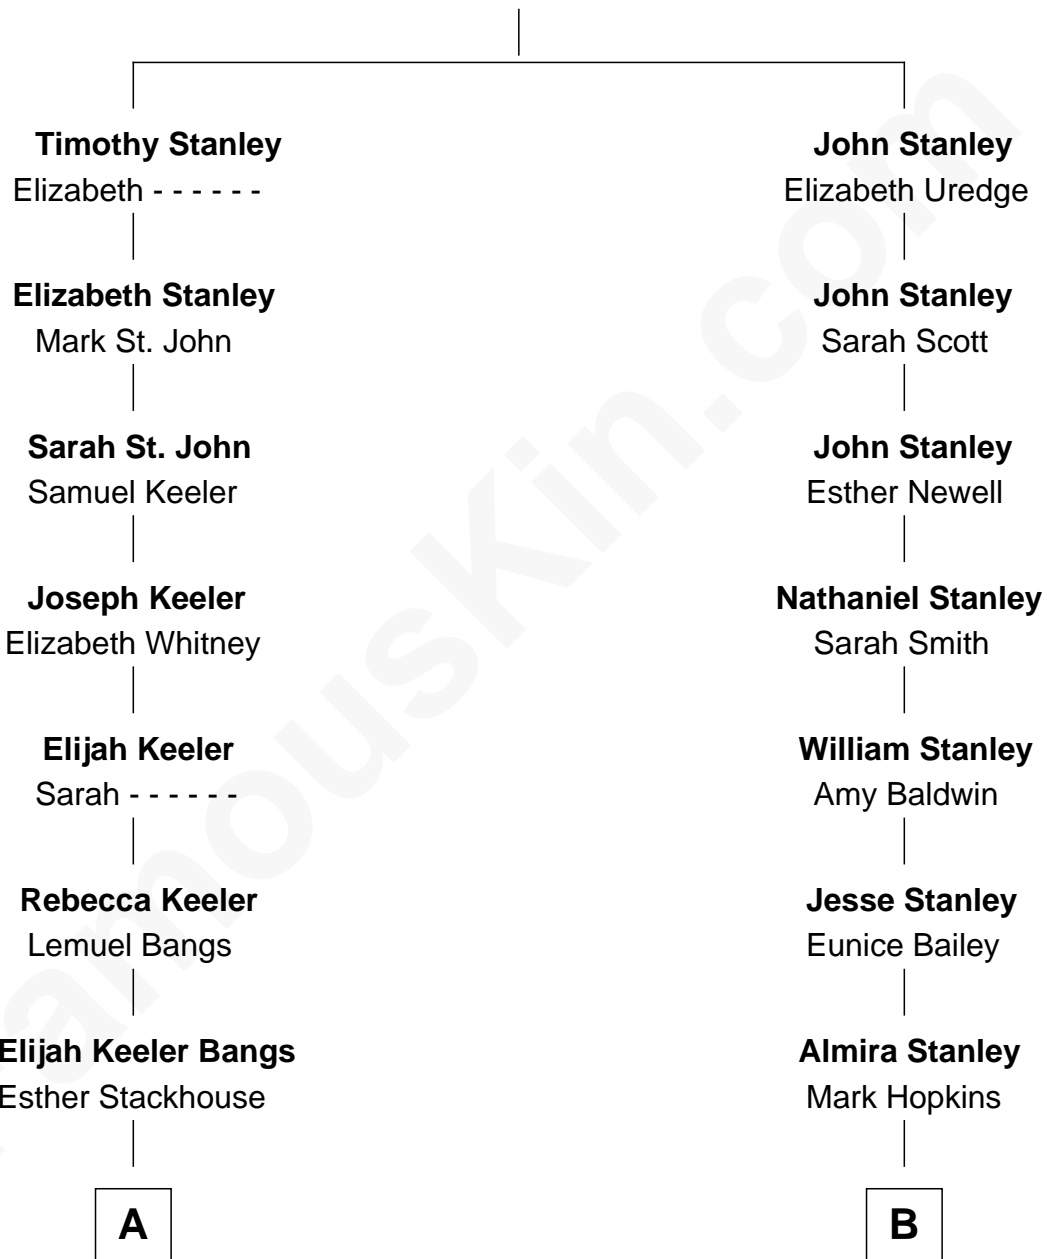 Timothy Stanley
Elizabeth - - - - - -
John Stanley
Elizabeth Uredge
Elizabeth Stanley
Mark St. John
John Stanley
Sarah Scott
Sarah St. John
Samuel Keeler
John Stanley
Esther Newell
Joseph Keeler
Elizabeth Whitney
Nathaniel Stanley
Sarah Smith
Elijah Keeler
Sarah - - - - - -
William Stanley
Amy Baldwin
Rebecca Keeler
Lemuel Bangs
Jesse Stanley
Eunice Bailey
Elijah Keeler Bangs
Esther Stackhouse
Almira Stanley
Mark Hopkins
A
B
FamousKin.com